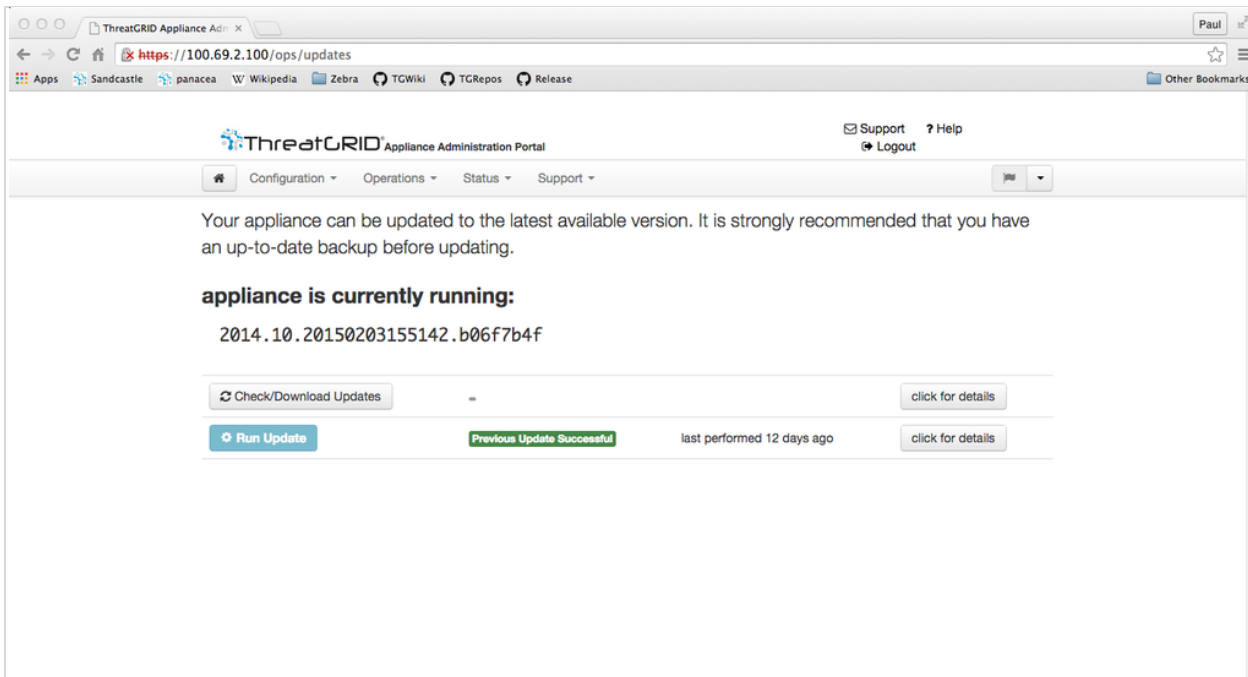 ThreatGRID Appliance Adn
Paul
https://100.69.2.100/ops/updates
Apps Sandcastle panacea W Wikipedia Zebra TGWiki TGRepos Release Other Bookmarks
ThreatGRID® Appliance Administration Portal
Support ? Help
Logout
Configuration Operations Status Support
Your appliance can be updated to the latest available version. It is strongly recommended that you have
an up-to-date backup before updating.
appliance is currently running:
2014.10.20150203155142.b06f7b4f
Check/Download Updates - click for details
Run Update Previous Update Successful last performed 12 days ago click for details